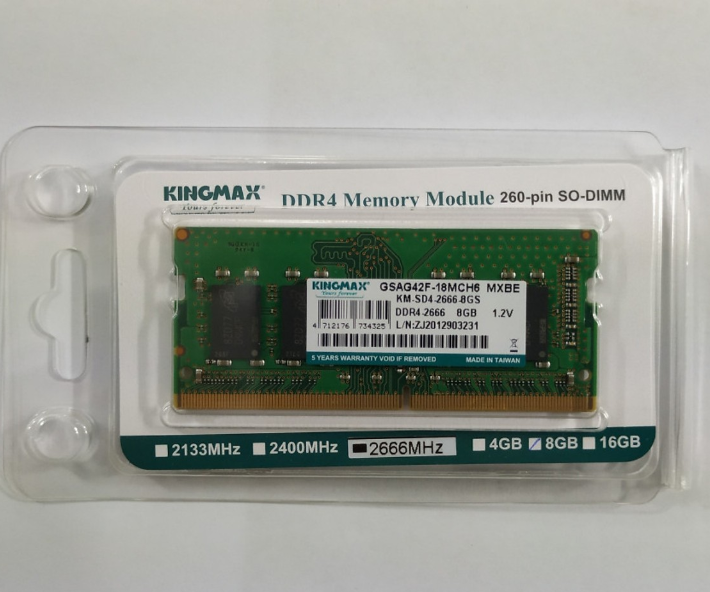 KINGMAX®
Yours forever
DDR4 Memory Module 260-pin SO-DIMM
KINGMAX®
Yours forever
GSAG42F-18MCH6 MXBE
KM-SD4-2666-8GS
DDR4-2666 8GB 1.2V
4 712176 734325
L/N:ZJ2012903231
5 YEARS WARRANTY VOID IF REMOVED
MADE IN TAIWAN
2133MHz 2400MHz 2666MHz 4GB 8GB 16GB